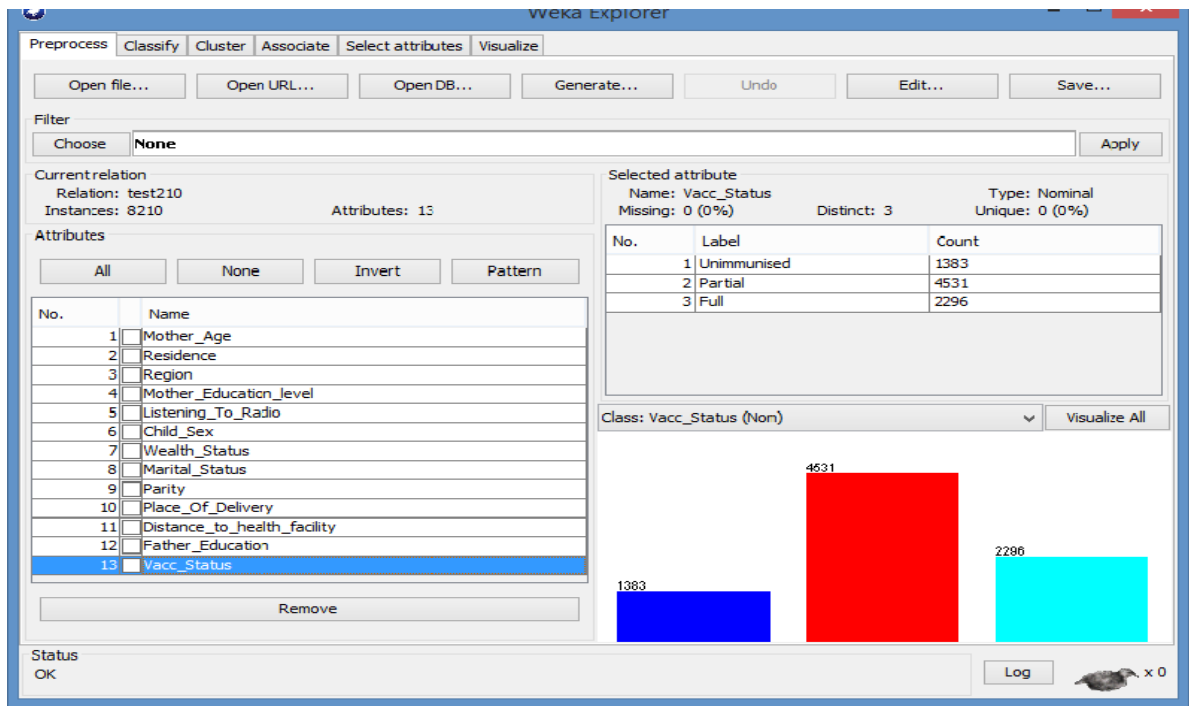 Weka Explorer
Preprocess Classify Cluster Associate Select attributes Visualize
Open file... Open URL... Open DB... Generate... Undo Edit... Save...
Filter
Choose None Apply
Current relation
Relation: test210
Instances: 8210 Attributes: 13
Attributes
All None Invert Pattern
No. Name
1 Mother_Age
2 Residence
3 Region
4 Mother_Education_level
5 Listening_To_Radio
6 Child_Sex
7 Wealth_Status
8 Marital_Status
9 Parity
10 Place_Of_Delivery
11 Distance_to_health_facility
12 Father_Education
13 Vacc_Status
Remove
Selected attribute
Name: Vacc_Status Type: Nominal
Missing: 0 (0%) Distinct: 3 Unique: 0 (0%)
No. Label Count
1 Unimmunised 1383
2 Partial 4531
3 Full 2296
Class: Vacc_Status (Nom) Visualize All
4531
2296
1383
Status
OK
Log x 0